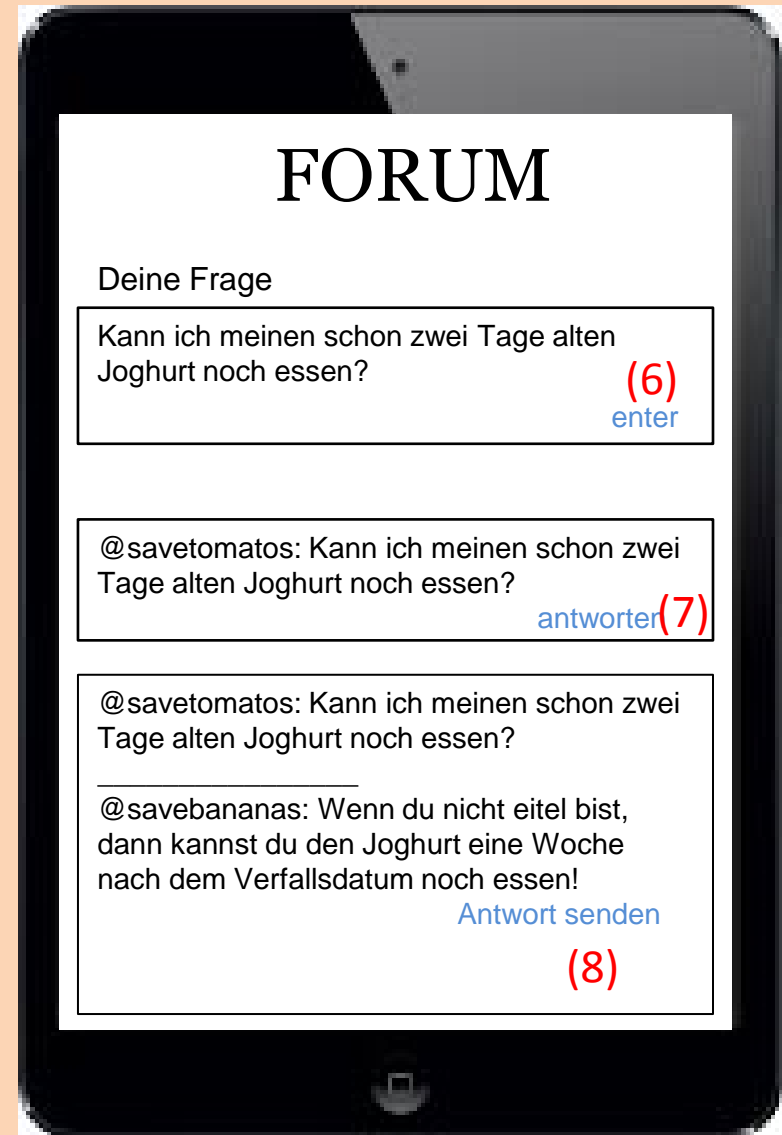 FORUM
Deine Frage
Kann ich meinen schon zwei Tage alten
Joghurt noch essen?
(6)
enter
@savetomatos: Kann ich meinen schon zwei
Tage alten Joghurt noch essen?
antworter(7)
@savetomatos: Kann ich meinen schon zwei
Tage alten Joghurt noch essen?
________________
@savebananas: Wenn du nicht eitel bist,
dann kannst du den Joghurt eine Woche
nach dem Verfallsdatum noch essen!
Antwort senden
(8)